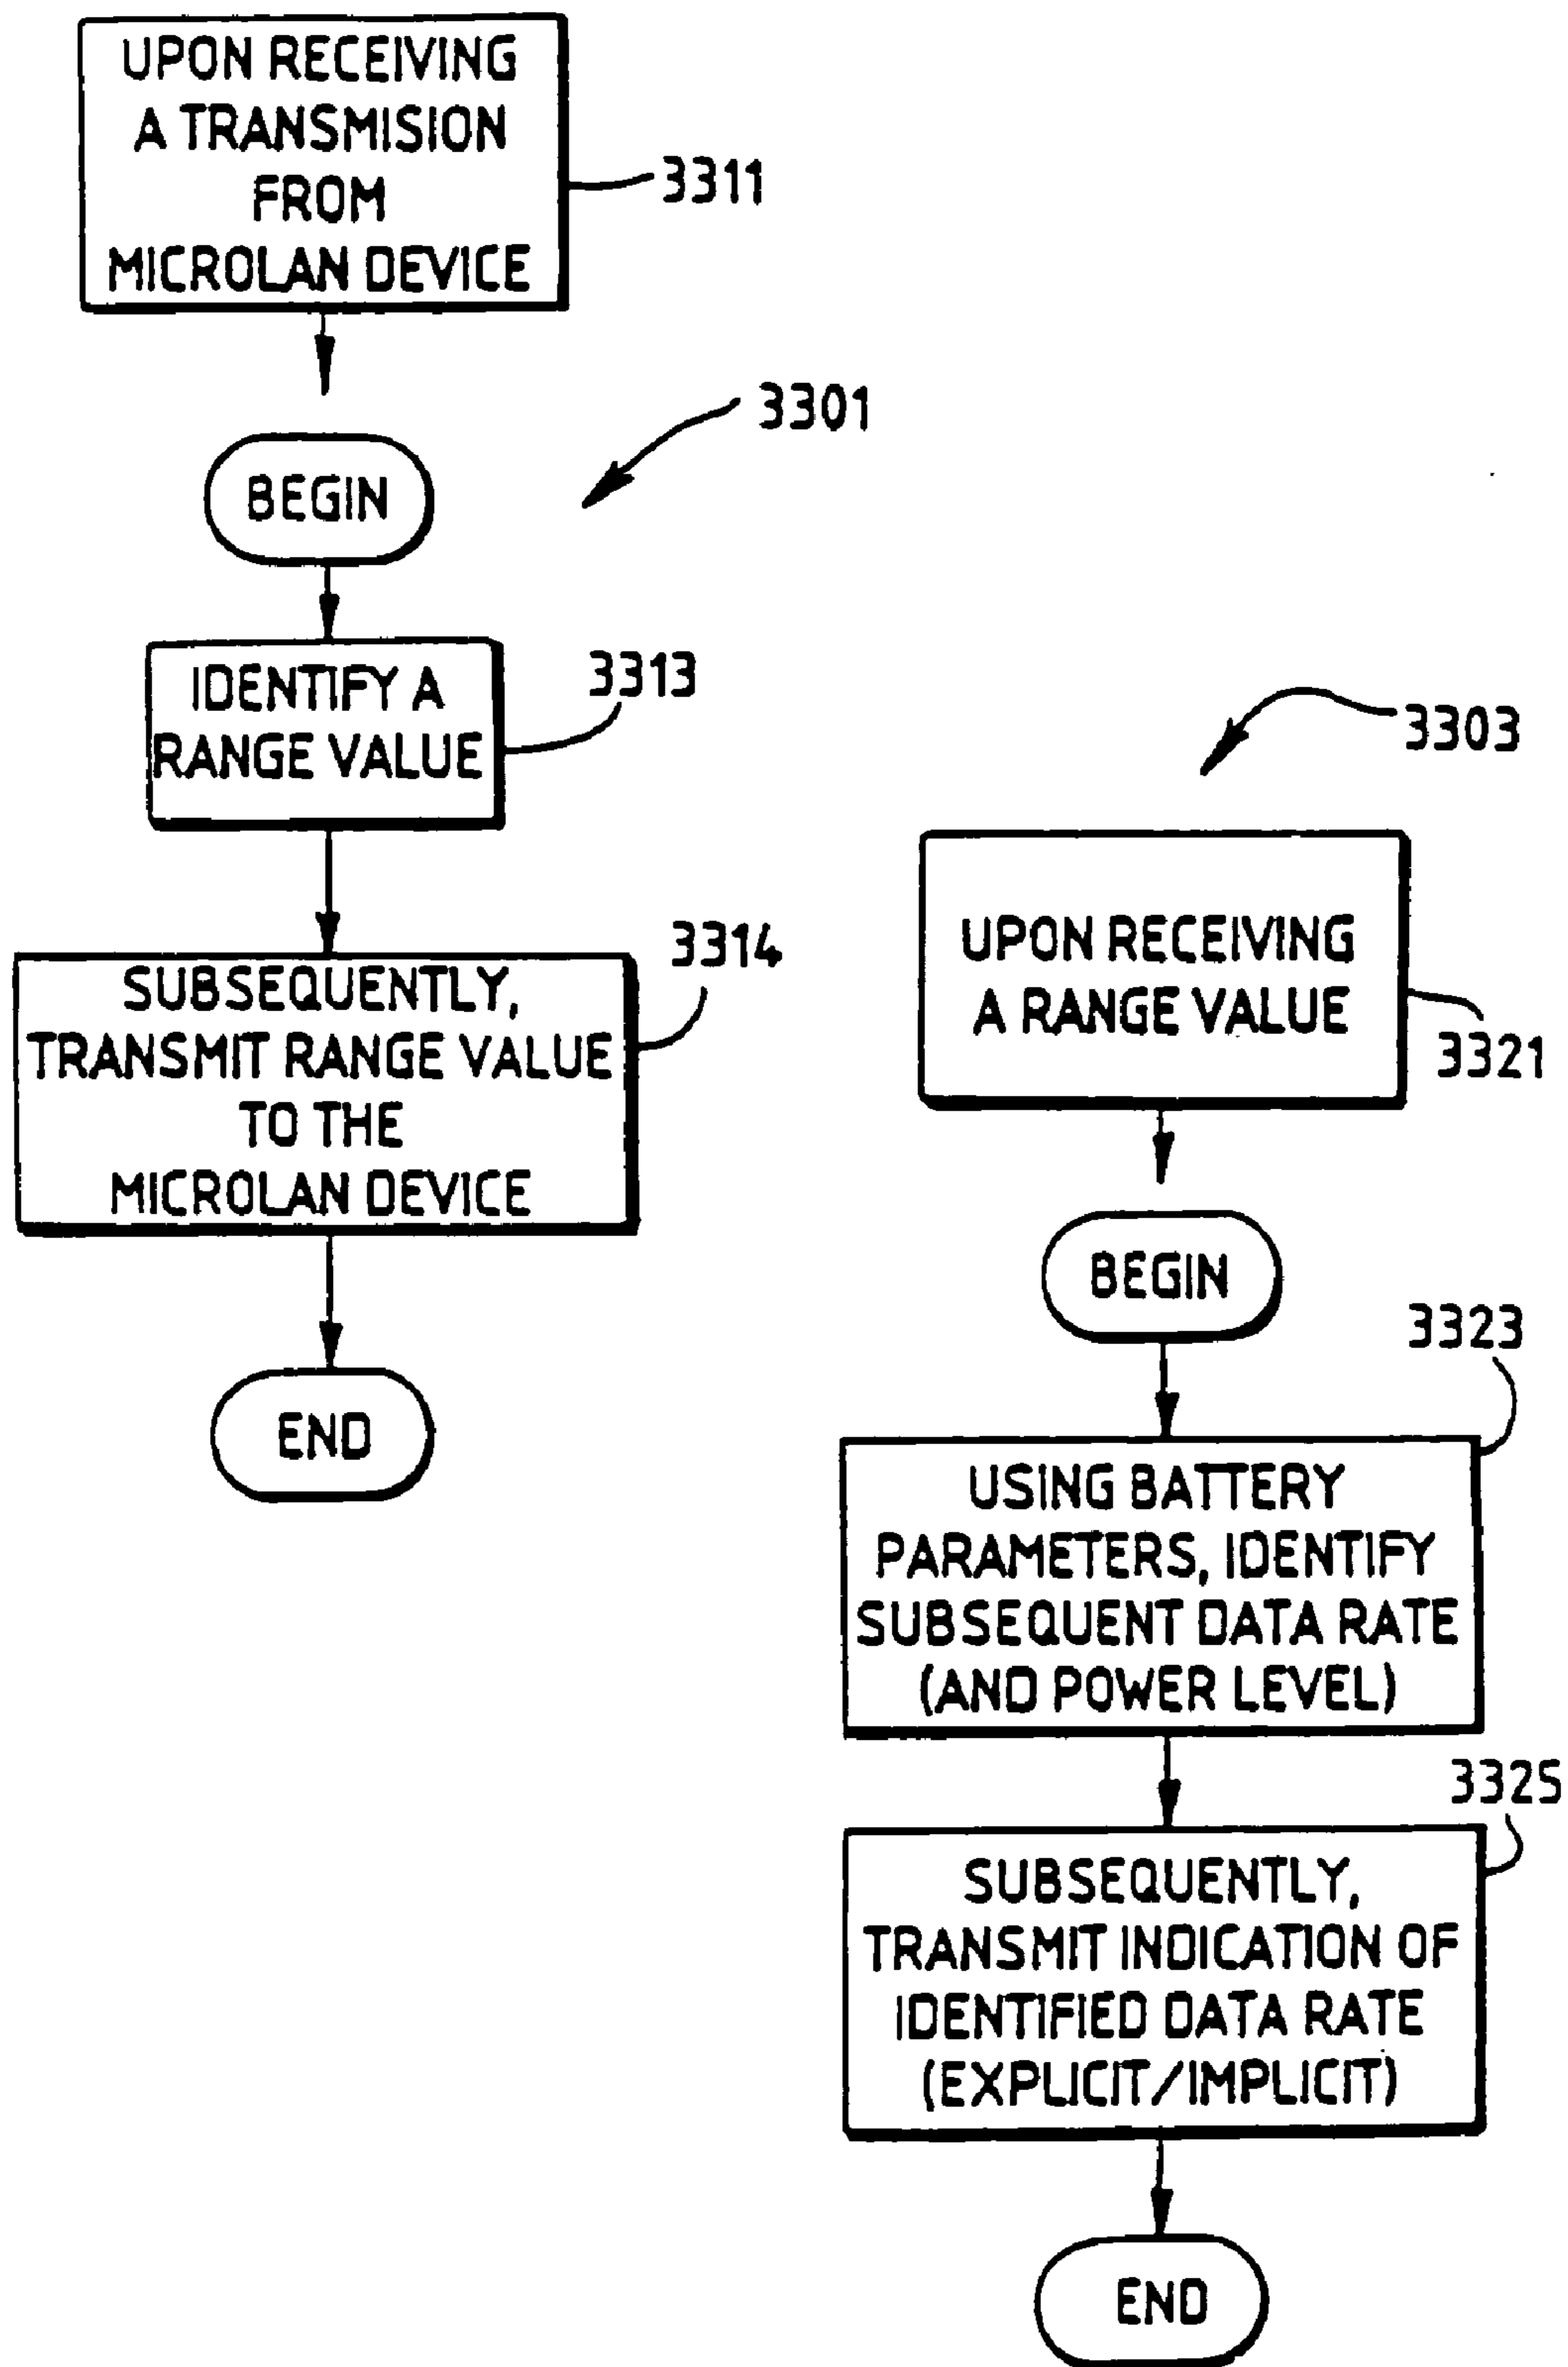 UPON RECEIVING
A TRANSMISION
FROM
MICROLAN DEVICE
3311
3301
BEGIN
IDENTIFY A
RANGE VALUE
3313
SUBSEQUENTLY,
TRANSMIT RANGE VALUE
TO THE
MICROLAN DEVICE
3314
END
3303
UPON RECEIVING
A RANGE VALUE
3321
BEGIN
3323
USING BATTERY
PARAMETERS, IDENTIFY
SUBSEQUENT DATA RATE
(AND POWER LEVEL)
3325
SUBSEQUENTLY,
TRANSMIT INDICATION OF
IDENTIFIED DATA RATE
(EXPLICIT/IMPLICIT)
END